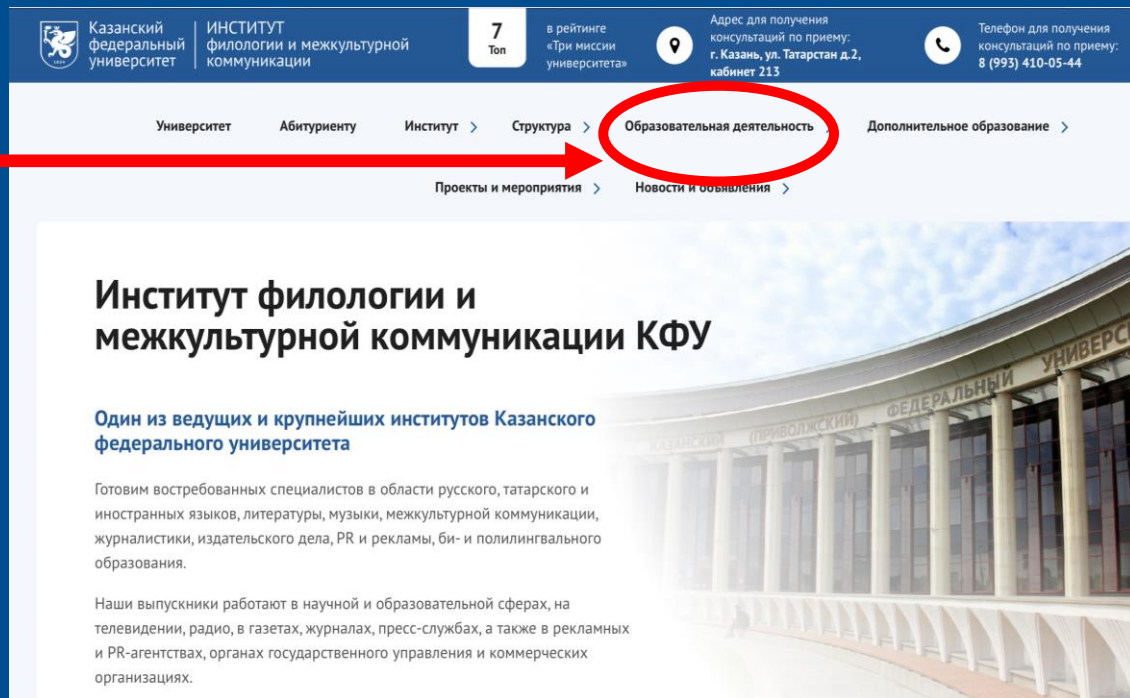 Казанский
федеральный
университет
1804
ИНСТИТУТ
филологии и межкультурной
коммуникации
7
Топ
в рейтинге
«Три миссии
университета»
Адрес для получения
консультаций по приему:
г. Казань, ул. Татарстан д.2,
кабинет 213
Телефон для получения
консультаций по приему:
8 (993) 410-05-44
Университет Абитуриенту Институт Структура Образовательная деятельность Дополнительное образование
Проекты и мероприятия Новости и объявления
Институт филологии и
межкультурной коммуникации КФУ
Один из ведущих и крупнейших институтов Казанского
федерального университета
Готовим востребованных специалистов в области русского, татарского и
иностранных языков, литературы, музыки, межкультурной коммуникации,
журналистики, издательского дела, PR и рекламы, би- и полилингвального
образования.
Наши выпускники работают в научной и образовательной сферах, на
телевидении, радио, в газетах, журналах, пресс-службах, а также в рекламных
и PR-агентствах, органах государственного управления и коммерческих
организациях.
КАЗАНСКИЙ (ПРИВОЛЖСКИЙ) ФЕДЕРАЛЬНЫЙ УНИВЕРС